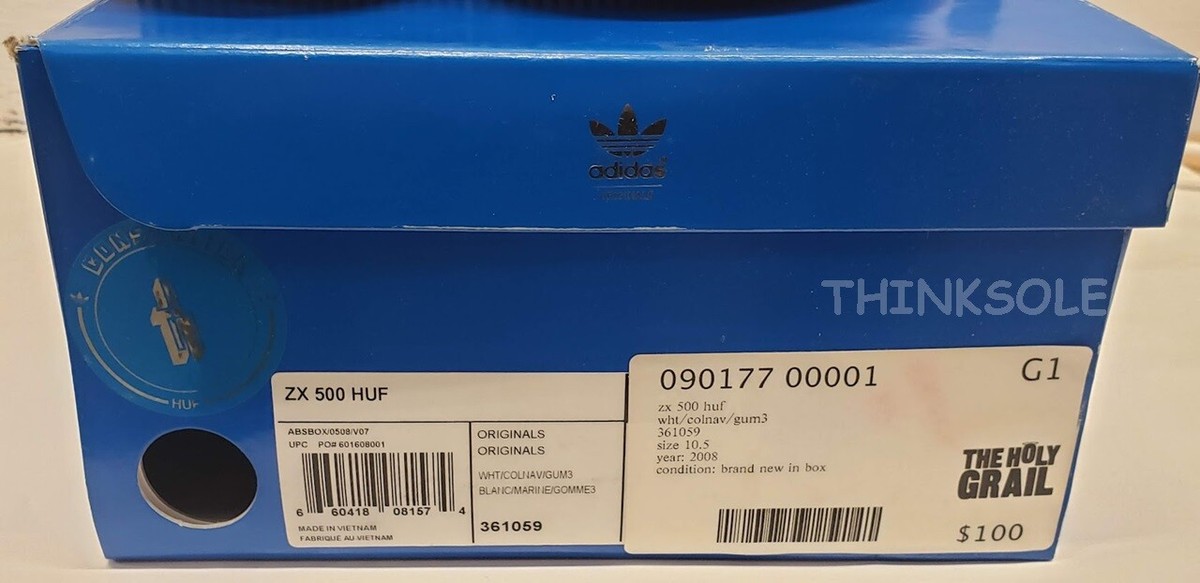 adidas
THINKSOLE
HUF
ZX 500 HUF
ABSBOX/0508/V07
UPC PO# 601608001
6 60418 08157 4
MADE IN VIETNAM
FABRIQUÉ AU VIETNAM
ORIGINALS
ORIGINALS
WHT/COLNAV/GUM3
BLANC/MARINE/GOMME3
361059
090177 00001
G1
zx 500 huf
wht/colnav/gum3
361059
size 10.5
year: 2008
condition: brand new in box
THE HOLY
GRAIL
$100